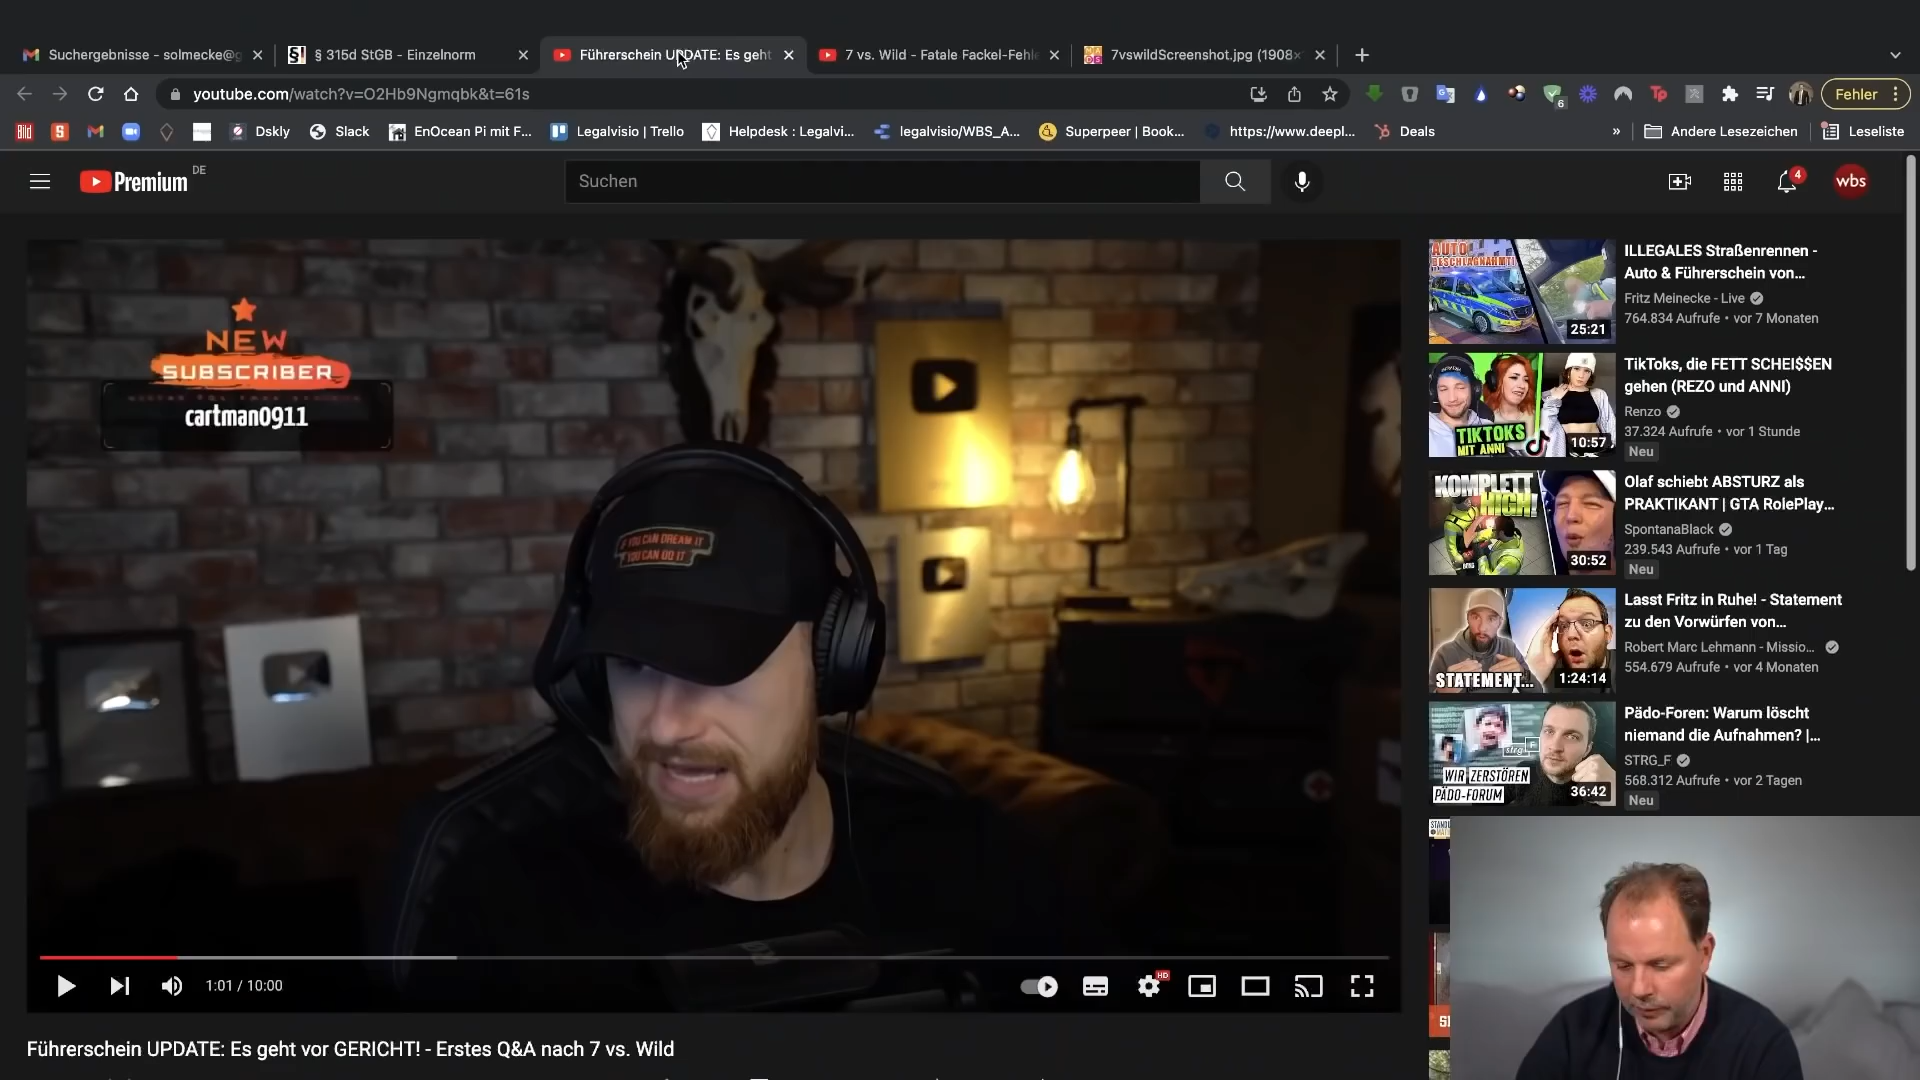 Suchergebnisse - solmecke@g
§ 315d StGB - Einzelnorm
Führerschein UPDATE: Es geht
7 vs. Wild - Fatale Fackel-Fehle
7vswildScreenshot.jpg (1908×
youtube.com/watch?v=O2Hb9Ngmqbk&t=61s
6
Fehler
Bild
Dskly
Slack
EnOcean Pi mit F...
Legalvisio | Trello
Helpdesk : Legalvi...
legalvisio/WBS_A...
Superpeer | Book...
https://www.deepl...
Deals
»
Andere Lesezeichen
Leseliste
Premium
DE
Suchen
4
wbs
NEW
SUBSCRIBER
cartman0911
IF YOU CAN DREAM IT
YOU CAN DO IT
1:01 / 10:00
HD
Führerschein UPDATE: Es geht vor GERICHT! - Erstes Q&A nach 7 vs. Wild
AUTO
BESCHLAGNAHMT!
25:21
ILLEGALES Straßenrennen -
Auto & Führerschein von...
Fritz Meinecke - Live
764.834 Aufrufe • vor 7 Monaten
TIKTOKS
MIT ANNI
10:57
TikToks, die FETT SCHEI$$EN
gehen (REZO und ANNI)
Renzo
37.324 Aufrufe • vor 1 Stunde
Neu
KOMPLETT
HIGH!
30:52
Olaf schiebt ABSTURZ als
PRAKTIKANT | GTA RolePlay...
SpontanaBlack
239.543 Aufrufe • vor 1 Tag
Neu
STATEMENT...
1:24:14
Lasst Fritz in Ruhe! - Statement
zu den Vorwürfen von...
Robert Marc Lehmann - Missio...
554.679 Aufrufe • vor 4 Monaten
strg_F
WIR ZERSTÖREN
PÄDO-FORUM
36:42
Pädo-Foren: Warum löscht
niemand die Aufnahmen? |...
STRG_F
568.312 Aufrufe • vor 2 Tagen
Neu